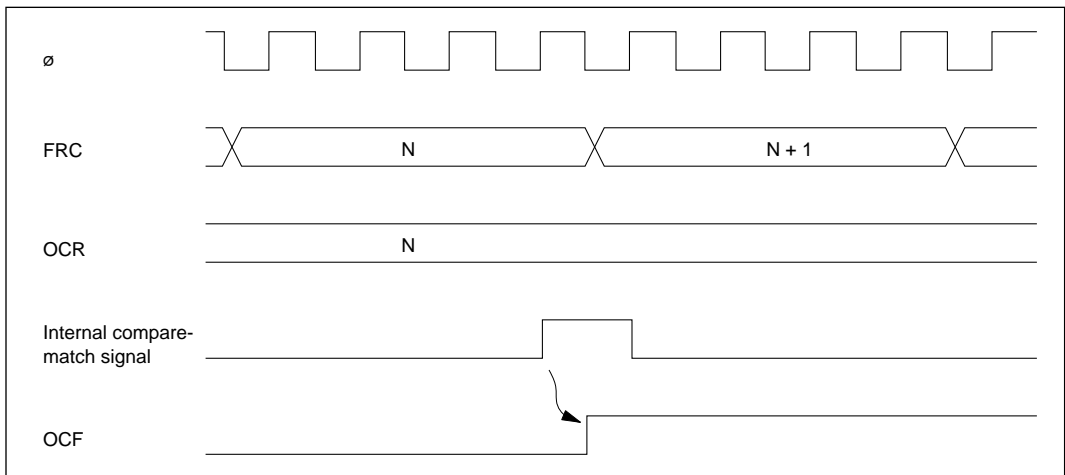 ø
FRC
N
N + 1
OCR
N
Internal compare-
match signal
OCF